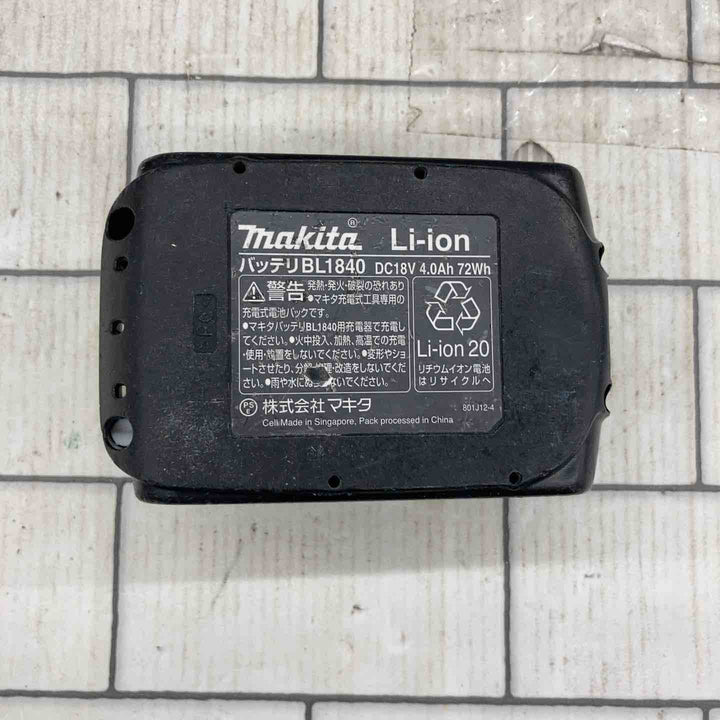 makita® Li-ion
バッテリBL1840 DC18V 4.0Ah 72Wh
警告 発熱・発火・破裂の恐れあり
●マキタ充電式工具専用の
充電式電池パックです。
●マキタバッテリBL1840用充電器で充電し
てください。●火中投入、加熱、高温での充電
・使用・放置をしないでください。●変形やショ
ートさせたり、分解・修理・改造をしないでくだ
さい。●雨や水にぬらさないでください。
Li-ion 20
リチウムイオン電池
はリサイクルへ
PS E 株式会社マキタ
801J12-4
Cell Made in Singapore, Pack processed in China